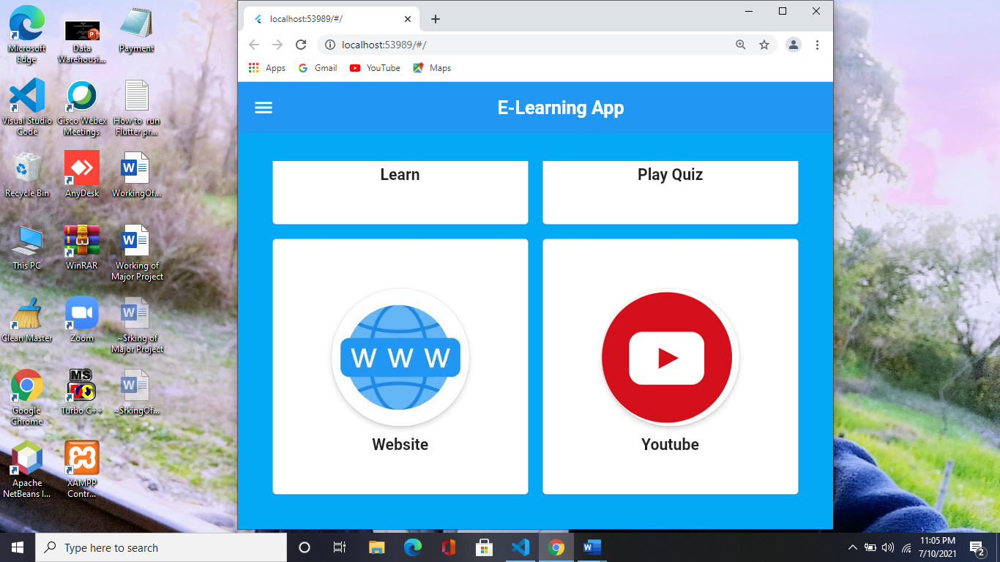 Microsoft
Edge
Data
Warehousi...
Payment
Visual Studio
Code
Cisco Webex
Meetings
How to run
Flutter pr...
Recycle Bin
AnyDesk
WorkingOf...
This PC
WinRAR
Working of
Major Project
Clean Master
Zoom
~$rking of
Major Project
Google
Chrome
MS
Turbo C++
~$rkingOf...
Apache
NetBeans I...
XAMPP
Contr...
localhost:53989/#/
localhost:53989/#/
Apps
Gmail
YouTube
Maps
E-Learning App
Learn
Play Quiz
W W W
Website
Youtube
Type here to search
11:05 PM
7/10/2021
2